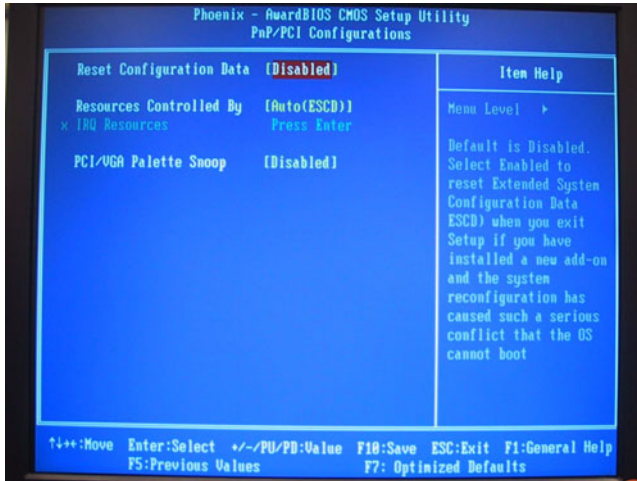 Phoenix - AwardBIOS CMOS Setup Utility
PnP/PCI Configurations
Reset Configuration Data [Disabled]
Resources Controlled By [Auto(ESCD)]
x IRQ Resources Press Enter
PCI/VGA Palette Snoop [Disabled]
Item Help
Menu Level ▸
Default is Disabled.
Select Enabled to
reset Extended System
Configuration Data
ESCD) when you exit
Setup if you have
installed a new add-on
and the system
reconfiguration has
caused such a serious
conflict that the OS
cannot boot
↑↓→←:Move Enter:Select +/-/PU/PD:Value F10:Save ESC:Exit F1:General Help
F5:Previous Values F7: Optimized Defaults